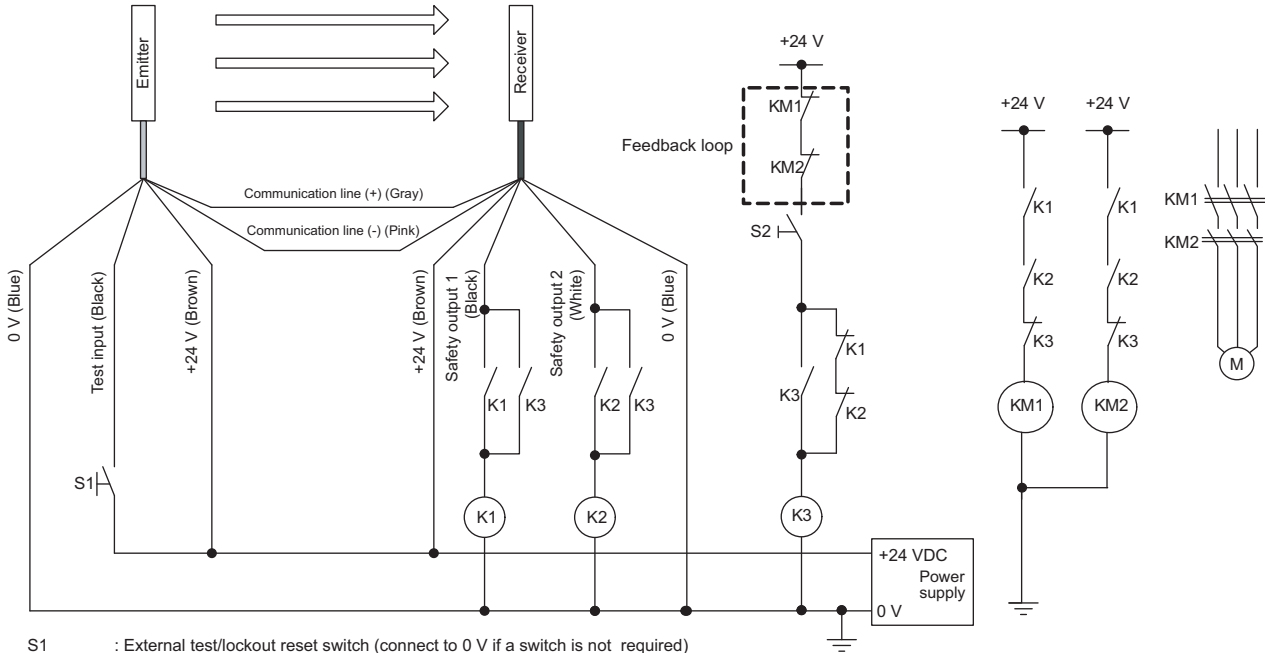 Emitter
Receiver
+24 V
KM1
Feedback loop
KM2
+24 V
+24 V
KM1
KM2
Communication line (+) (Gray)
Communication line (-) (Pink)
S2
0 V (Blue)
Test input (Black)
+24 V (Brown)
+24 V (Brown)
Safety output 1
(Black)
Safety output 2
(White)
0 V (Blue)
K1
K3
K2
K3
K3
K1
K2
K1
K2
K3
K1
K2
K3
KM1
KM2
M
S1
K1
K2
K3
+24 VDC
Power
supply
0 V
S1 : External test/lockout reset switch (connect to 0 V if a switch is not required)